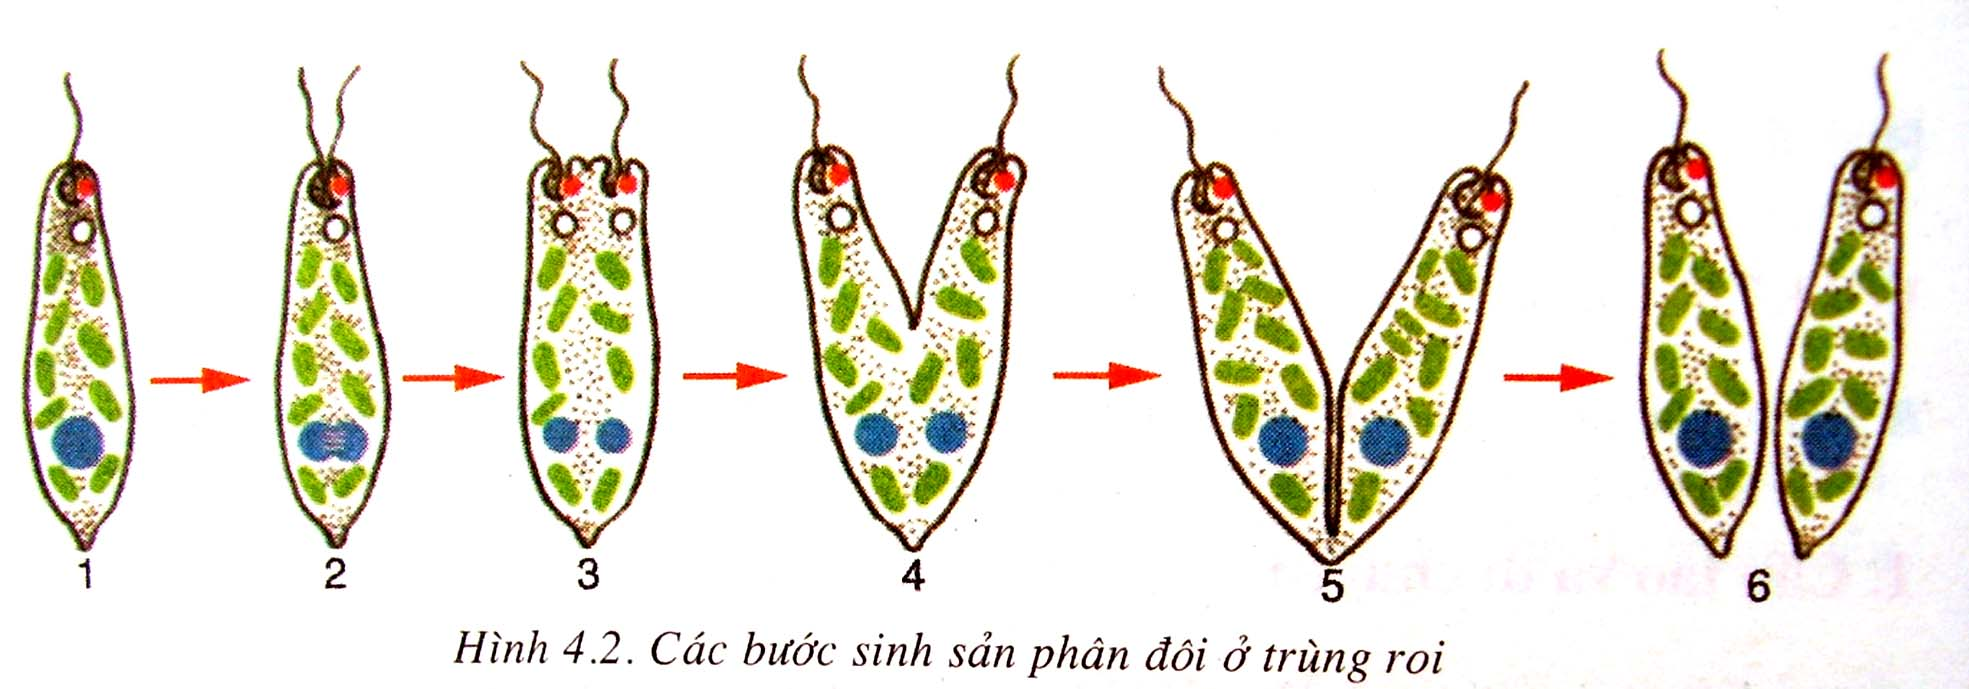 1 2 3 4 5 6
Hình 4.2. Các bước sinh sản phân đôi ở trùng roi